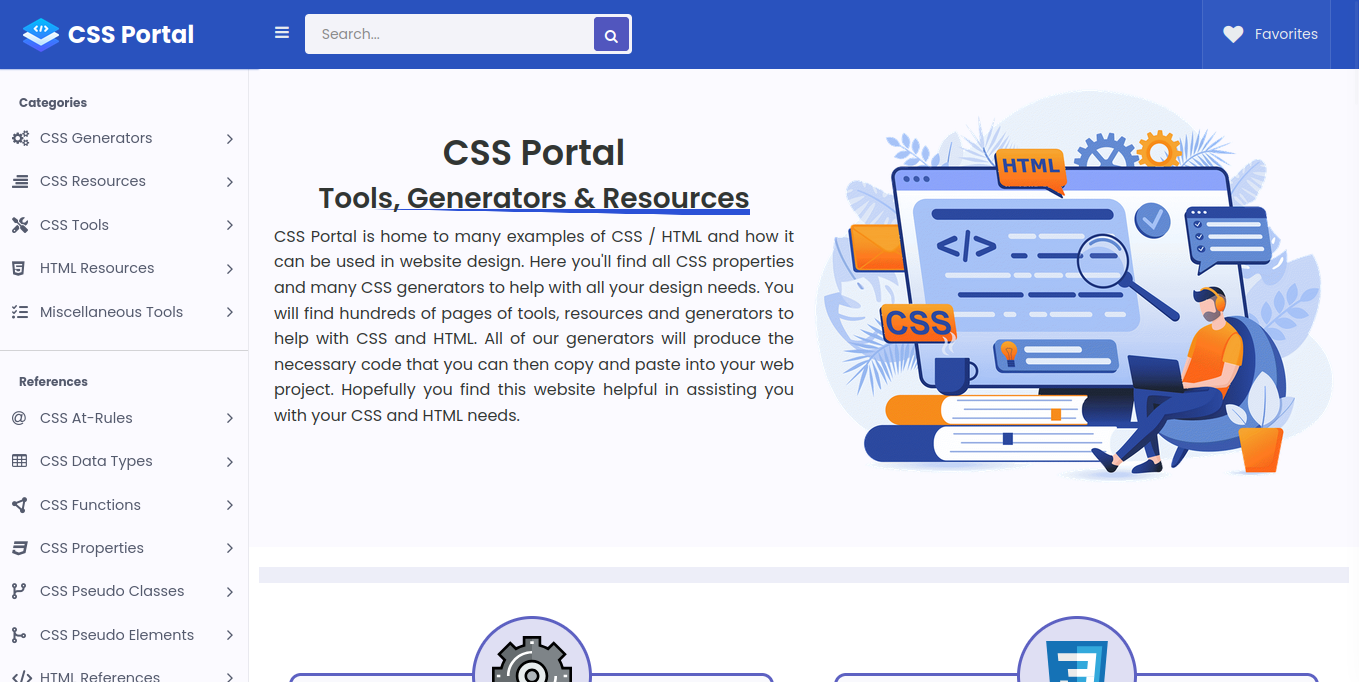 CSS Portal
Search...
Favorites
Categories
CSS Generators
CSS Resources
CSS Tools
HTML Resources
Miscellaneous Tools
References
CSS At-Rules
CSS Data Types
CSS Functions
CSS Properties
CSS Pseudo Classes
CSS Pseudo Elements
HTML References
CSS Portal
Tools, Generators & Resources
CSS Portal is home to many examples of CSS / HTML and how it
can be used in website design. Here you'll find all CSS properties
and many CSS generators to help with all your design needs. You
will find hundreds of pages of tools, resources and generators to
help with CSS and HTML. All of our generators will produce the
necessary code that you can then copy and paste into your web
project. Hopefully you find this website helpful in assisting you
with your CSS and HTML needs.
HTML
</>
CSS